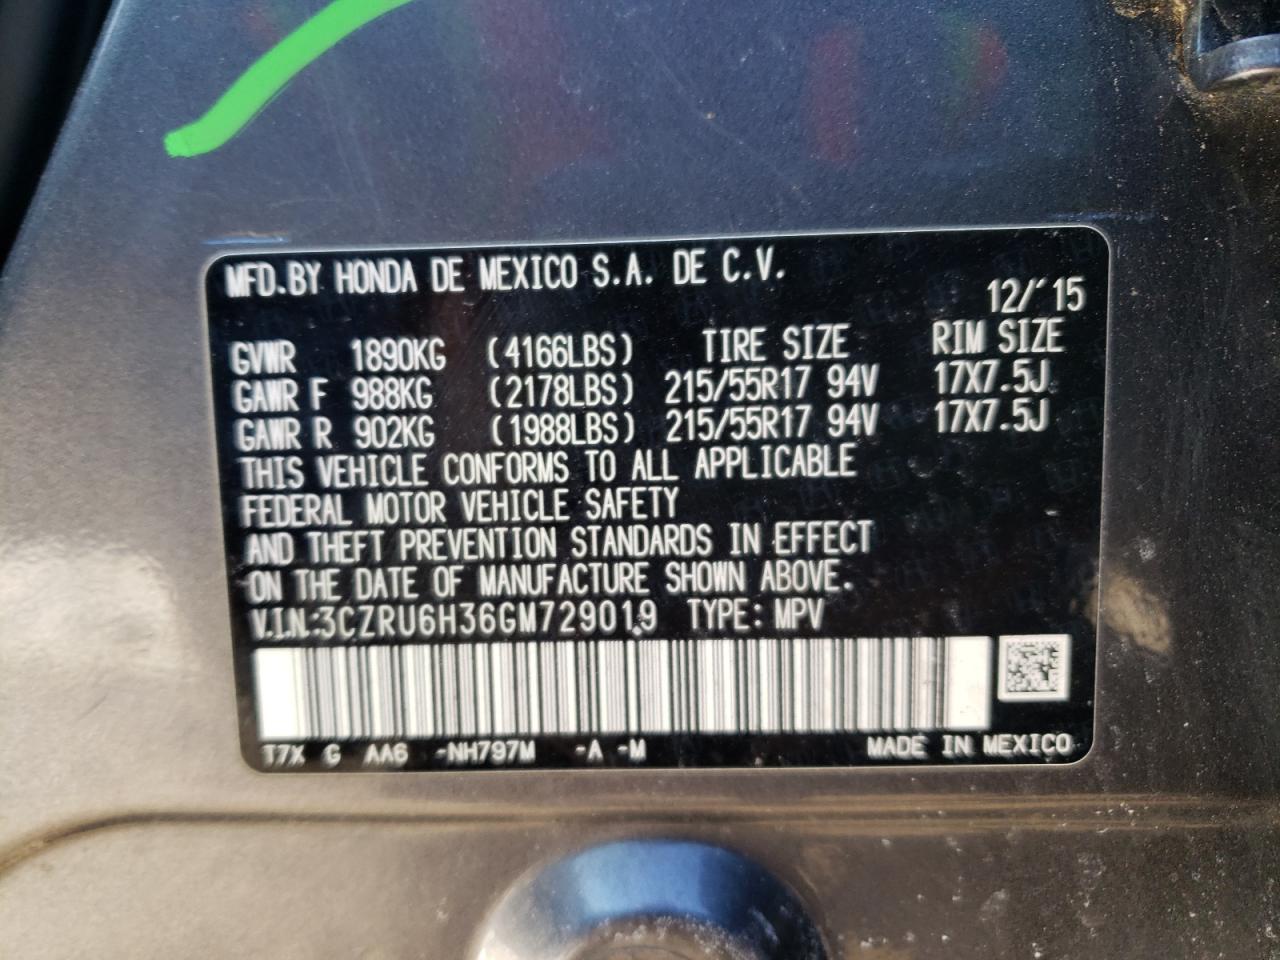 MFD.BY HONDA DE MEXICO S.A. DE C.V.
12/'15
GVWR 1890KG (4166LBS) TIRE SIZE RIM SIZE
GAWR F 988KG (2178LBS) 215/55R17 94V 17X7.5J
GAWR R 902KG (1988LBS) 215/55R17 94V 17X7.5J
THIS VEHICLE CONFORMS TO ALL APPLICABLE
FEDERAL MOTOR VEHICLE SAFETY
AND THEFT PREVENTION STANDARDS IN EFFECT
ON THE DATE OF MANUFACTURE SHOWN ABOVE.
V.I.N.:3CZRU6H36GM729019 TYPE: MPV
T7X G AA6 -NH797M -A -M MADE IN MEXICO